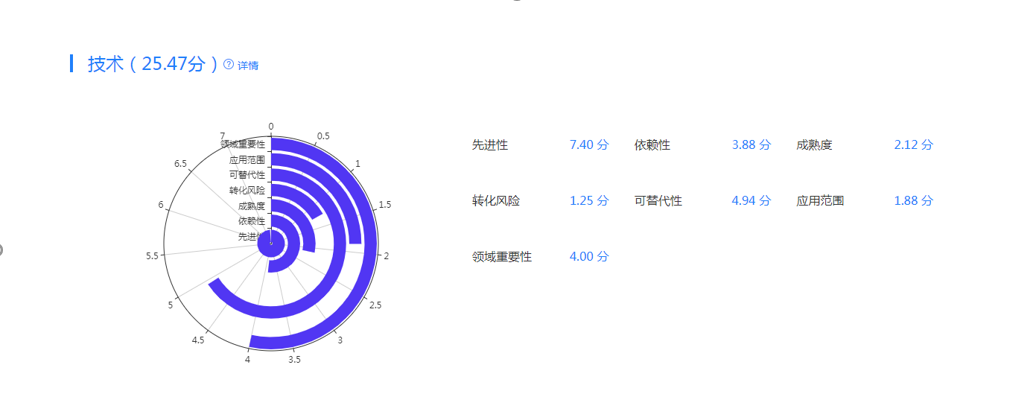 技术（25.47分） ? 详情
0
0.5
1
1.5
2
2.5
3
3.5
4
4.5
5
5.5
6
6.5
7
领域重要性
应用范围
可替代性
转化风险
成熟度
依赖性
先进性
先进性 7.40 分 依赖性 3.88 分 成熟度 2.12 分
转化风险 1.25 分 可替代性 4.94 分 应用范围 1.88 分
领域重要性 4.00 分